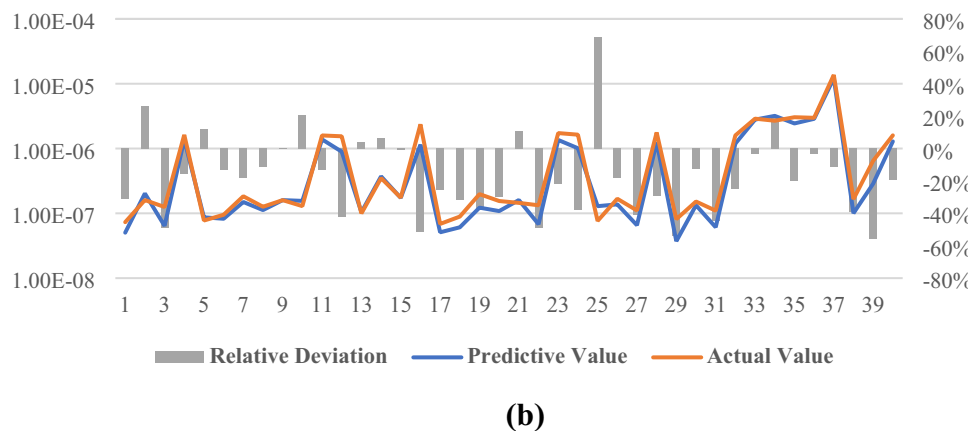 1.00E-04 80%
60%
1.00E-05 40%
20%
1.00E-06 0%
-20%
1.00E-07 -40%
-60%
1.00E-08 -80%
1 3 5 7 9 11 13 15 17 19 21 23 25 27 29 31 33 35 37 39
Relative Deviation Predictive Value Actual Value
(b)